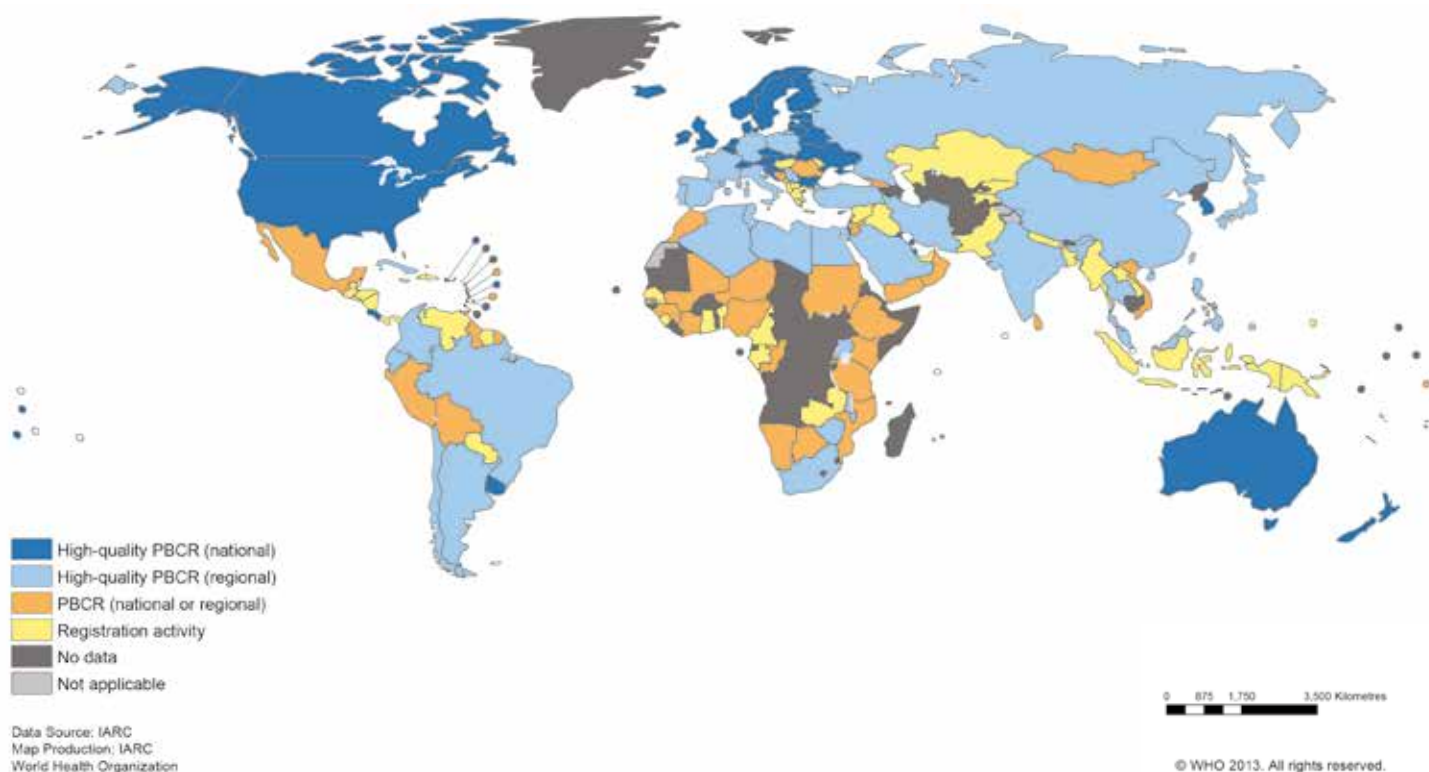 High-quality PBCR (national)
High-quality PBCR (regional)
PBCR (national or regional)
Registration activity
No data
Not applicable
Data Source: IARC
Map Production: IARC
World Health Organization
0 875 1,750 3,500 Kilometres
© WHO 2013. All rights reserved.